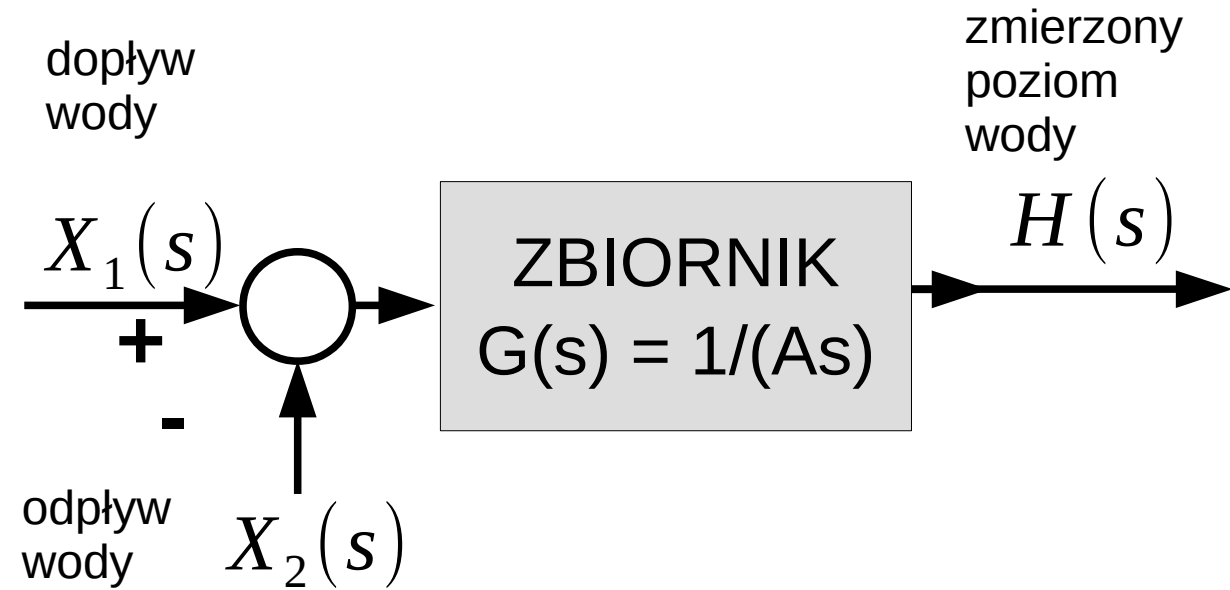 dopływ
wody
zmierzony
poziom
wody
X₁(s)
+
-
ZBIORNIK
G(s) = 1/(As)
H(s)
odpływ
wody
X₂(s)